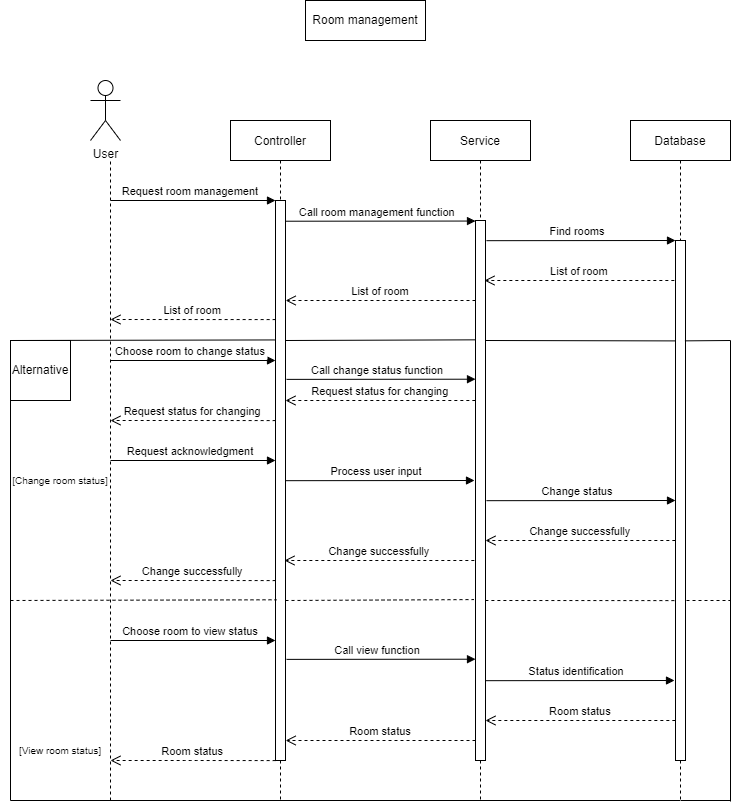 Room management
User
Controller
Service
Database
Request room management
Call room management function
Find rooms
List of room
List of room
List of room
Alternative
Choose room to change status
Call change status function
Request status for changing
Request status for changing
Request acknowledgment
Process user input
[Change room status]
Change status
Change successfully
Change successfully
Change successfully
Choose room to view status
Call view function
Status identification
Room status
Room status
[View room status]
Room status